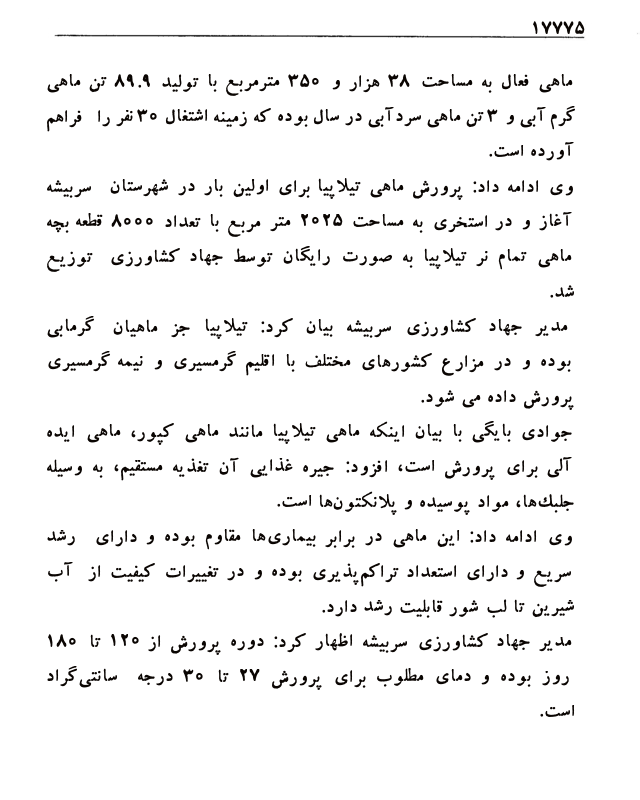 ۱۷۷۷۵
ماهی فعال به مساحت ۳۸ هزار و ۳۵۰ مترمربع با تولید ۸۹.۹ تن ماهی
گرم آبی و ۳ تن ماهی سردآبی در سال بوده که زمینه اشتغال ۳۰ نفر را فراهم
آورده است.
وی ادامه داد: پرورش ماهی تیلاپیا برای اولین بار در شهرستان سربیشه
آغاز و در استخری به مساحت ۲۰۲۵ متر مربع با تعداد ۸۰۰۰ قطعه بچه
ماهی تمام نر تیلاپیا به صورت رایگان توسط جهاد کشاورزی توزیع
شد.
مدیر جهاد کشاورزی سربیشه بیان کرد: تیلاپیا جز ماهیان گرمابی
بوده و در مزارع کشورهای مختلف با اقلیم گرمسیری و نیمه گرمسیری
پرورش داده می شود.
جوادی بایگی با بیان اینکه ماهی تیلاپیا مانند ماهی کپور، ماهی ایده
آلی برای پرورش است، افزود: جیره غذایی آن تغذیه مستقیم، به وسیله
جلبك‌ها، مواد پوسیده و پلانکتون‌ها است.
وی ادامه داد: این ماهی در برابر بیماری‌ها مقاوم بوده و دارای رشد
سریع و دارای استعداد تراکم‌پذیری بوده و در تغییرات کیفیت از آب
شیرین تا لب شور قابلیت رشد دارد.
مدیر جهاد کشاورزی سربیشه اظهار کرد: دوره پرورش از ۱۲۰ تا ۱۸۰
روز بوده و دمای مطلوب برای پرورش ۲۷ تا ۳۰ درجه سانتی‌گراد
است.